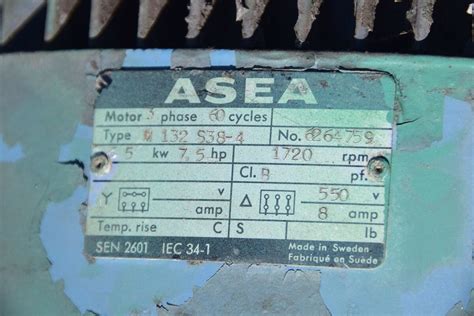 ASEA
Motor 3 phase 60 cycles
Type 132 S38-4 No. 6264759
5 kw 7,5 hp 1720 rpm
Cl. B pf.
Y v Δ 550 v
amp 8 amp
Temp. rise C S lb
SEN 2601 IEC 34-1 Made in Sweden
Fabriqué en Suède